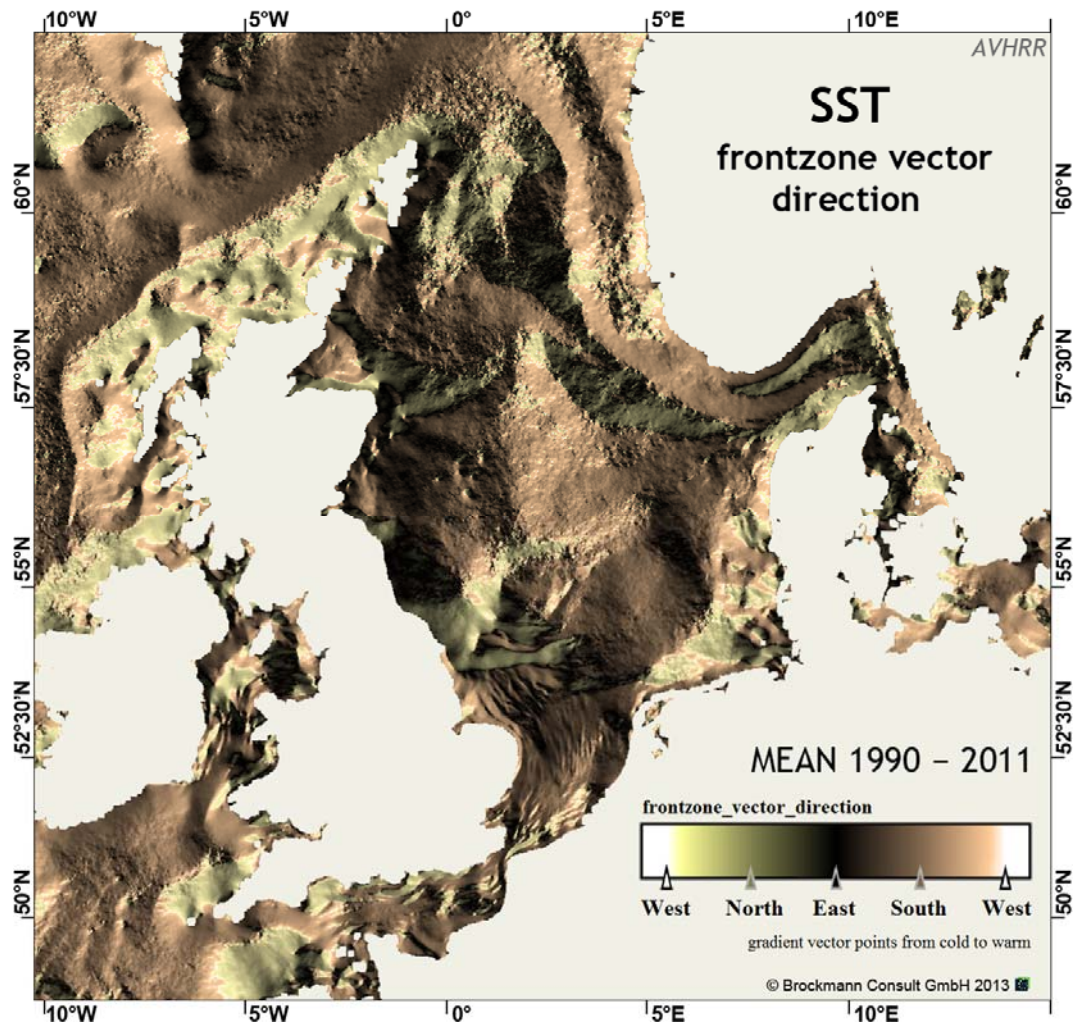 10°W 5°W 0° 5°E 10°E
AVHRR
SST
frontzone vector
direction
60°N 60°N
57°30'N 57°30'N
55°N 55°N
52°30'N 52°30'N
MEAN 1990 – 2011
frontzone_vector_direction
50°N 50°N
West North East South West
gradient vector points from cold to warm
© Brockmann Consult GmbH 2013
10°W 5°W 0° 5°E 10°E